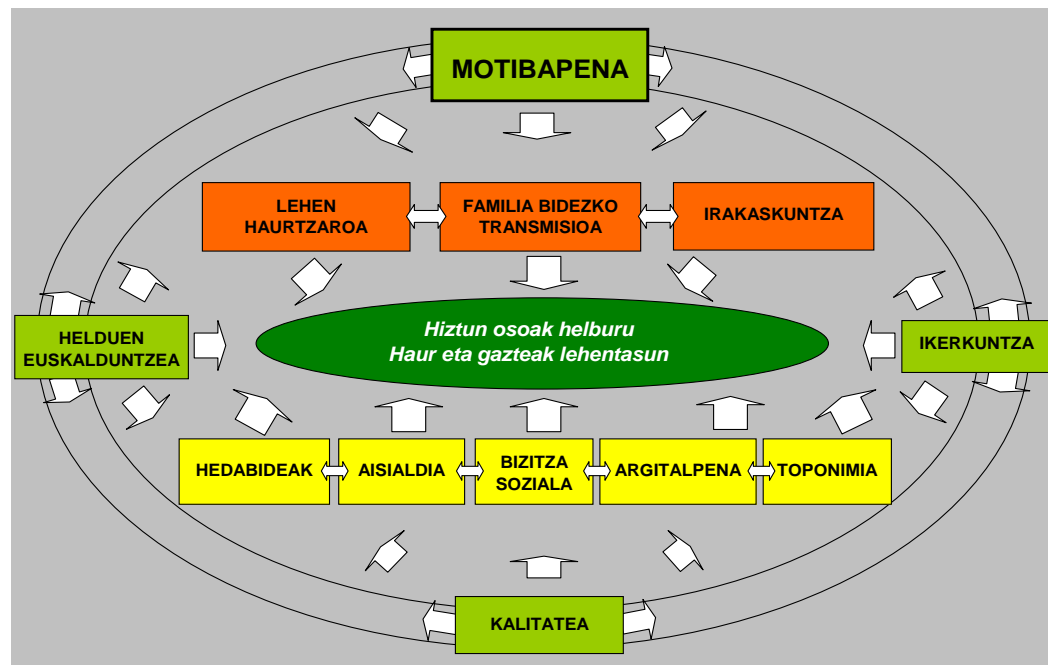 MOTIBAPENA
LEHEN
HAURTZAROA
FAMILIA BIDEZKO
TRANSMISIOA
IRAKASKUNTZA
Hiztun osoak helburu
Haur eta gazteak lehentasun
HELDUEN
EUSKALDUNTZEA
IKERKUNTZA
HEDABIDEAK
AISIALDIA
BIZITZA
SOZIALA
ARGITALPENA
TOPONIMIA
KALITATEA